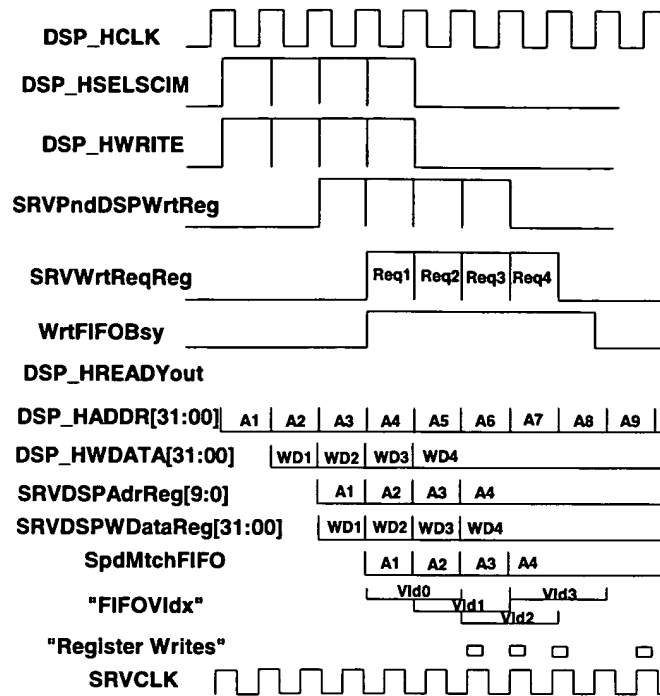 DSP_HCLK
DSP_HSELSCIM
DSP_HWRITE
SRVPndDSPWrtReg
SRVWrtReqReg Req1 Req2 Req3 Req4
WrtFIFOBsy
DSP_HREADYout
DSP_HADDR[31:00] A1 A2 A3 A4 A5 A6 A7 A8 A9
DSP_HWDATA[31:00] WD1 WD2 WD3 WD4
SRVDSPAdrReg[9:0] A1 A2 A3 A4
SRVDSPWDataReg[31:00] WD1 WD2 WD3 WD4
SpdMtchFIFO A1 A2 A3 A4
"FIFOVldx" Vld0 Vld1 Vld2 Vld3
"Register Writes"
SRVCLK